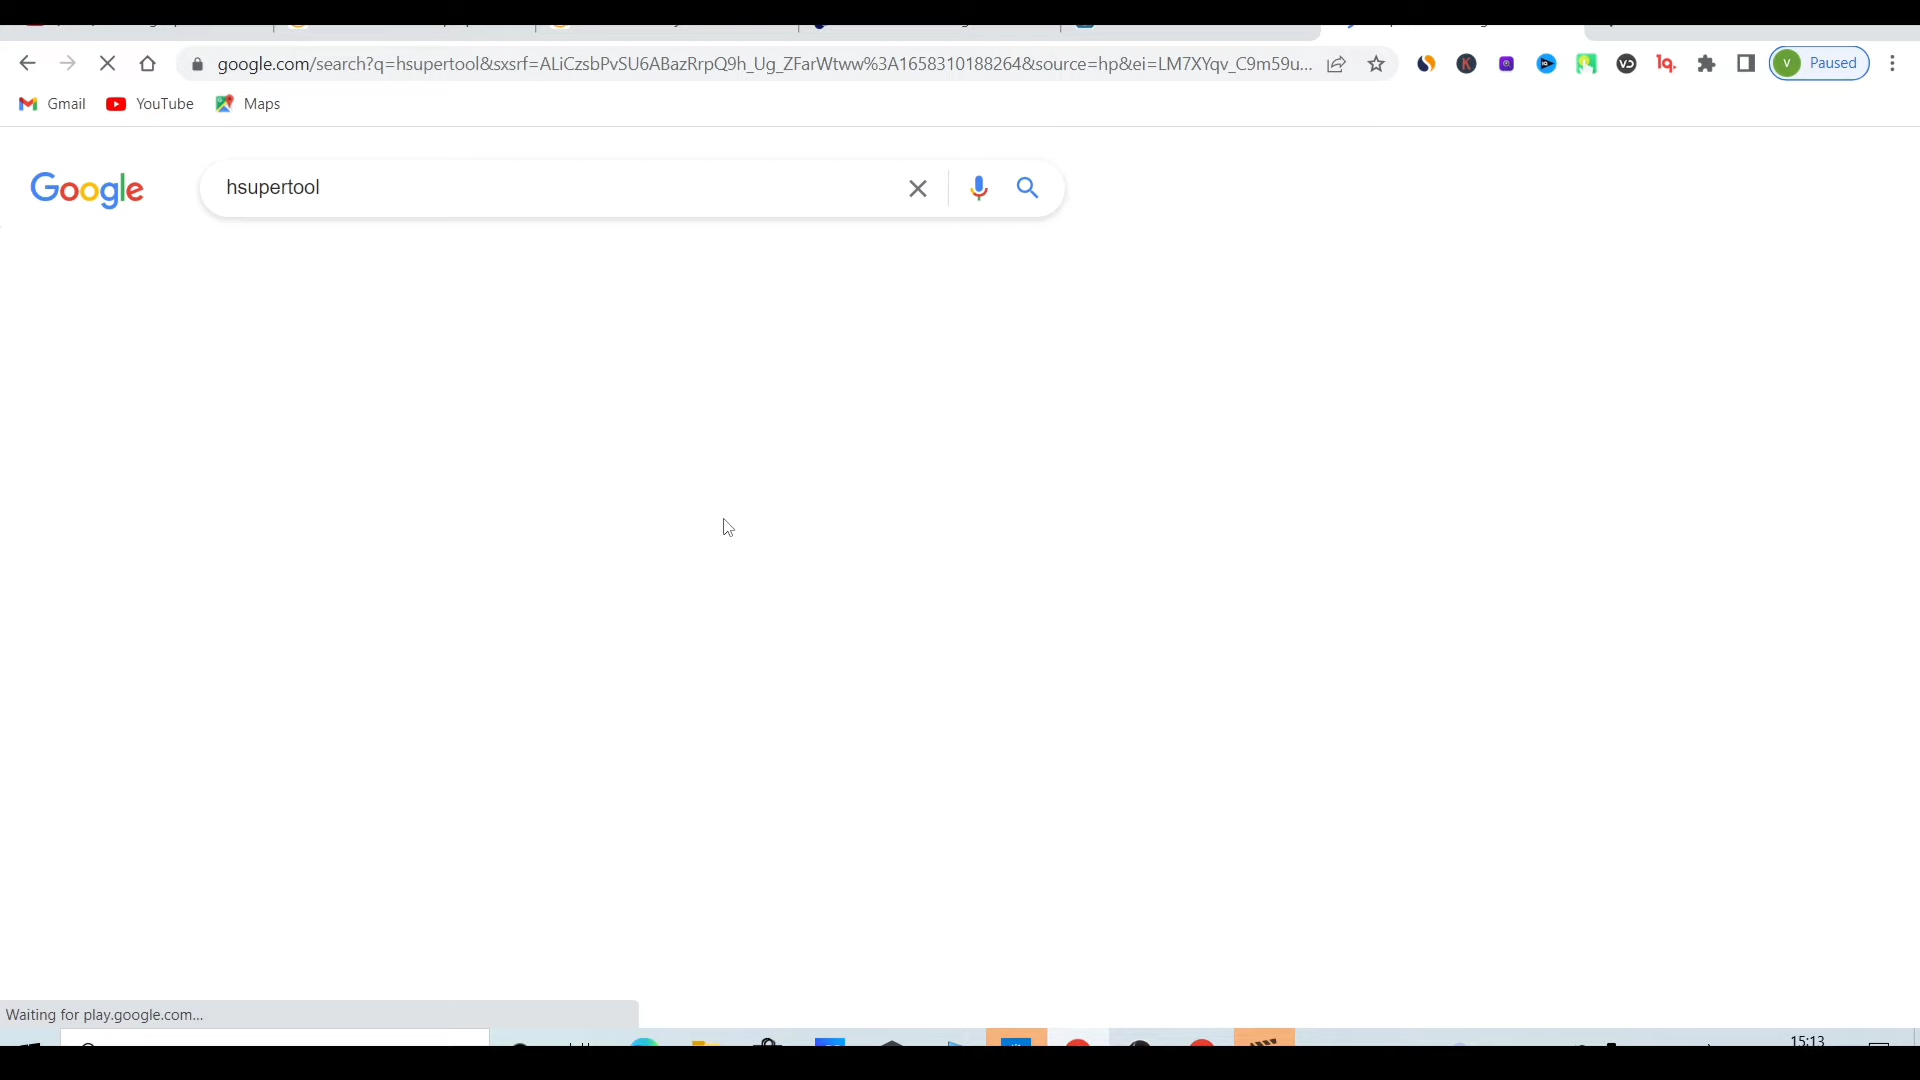 google.com/search?q=hsupertool&sxsrf=ALiCzsbPvSU6ABazRrpQ9h_Ug_ZFarWtww%3A1658310188264&source=hp&ei=LM7XYqv_C9m59u...
1q.
V Paused
Gmail YouTube Maps
Google hsupertool
Waiting for play.google.com...
15:13